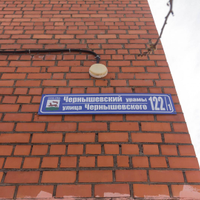 Чернышевский урамы
улица Чернышевского
122